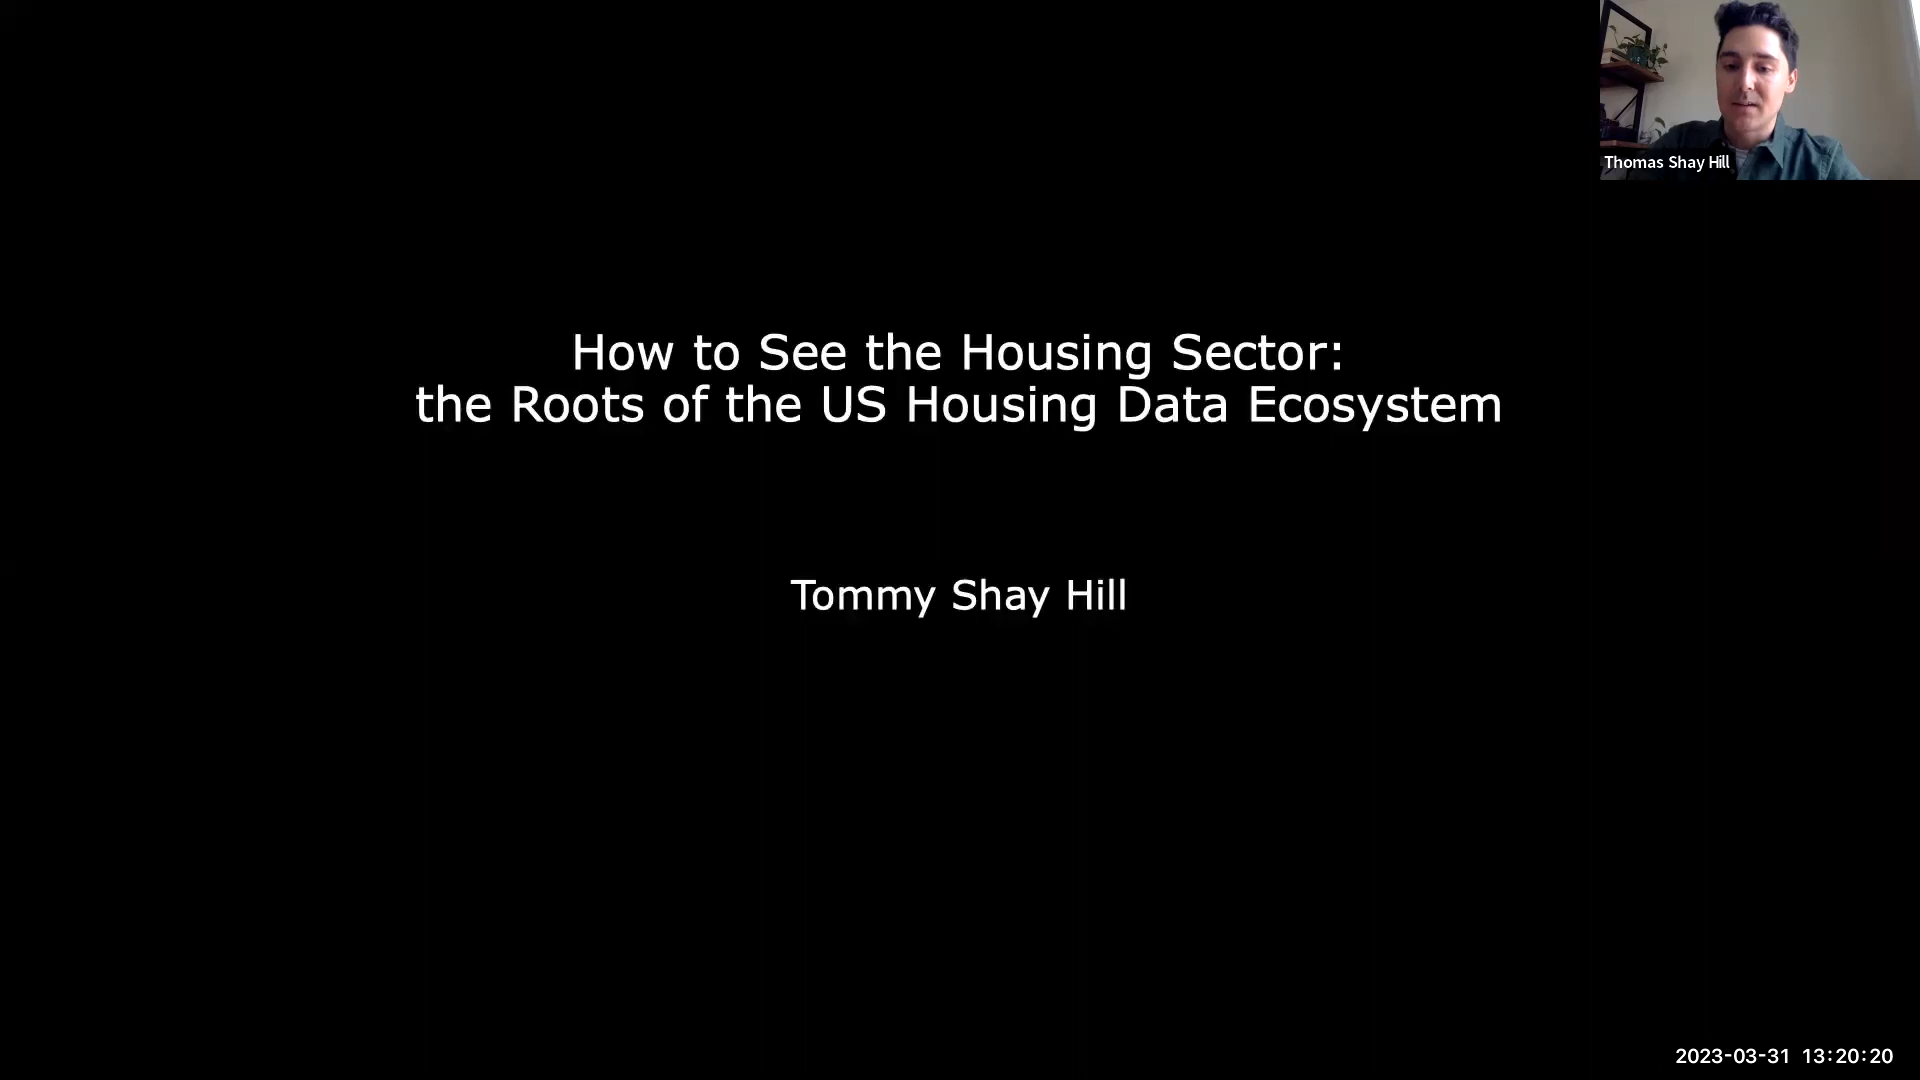 Thomas Shay Hill
How to See the Housing Sector:
the Roots of the US Housing Data Ecosystem
Tommy Shay Hill
2023-03-31 13:20:20